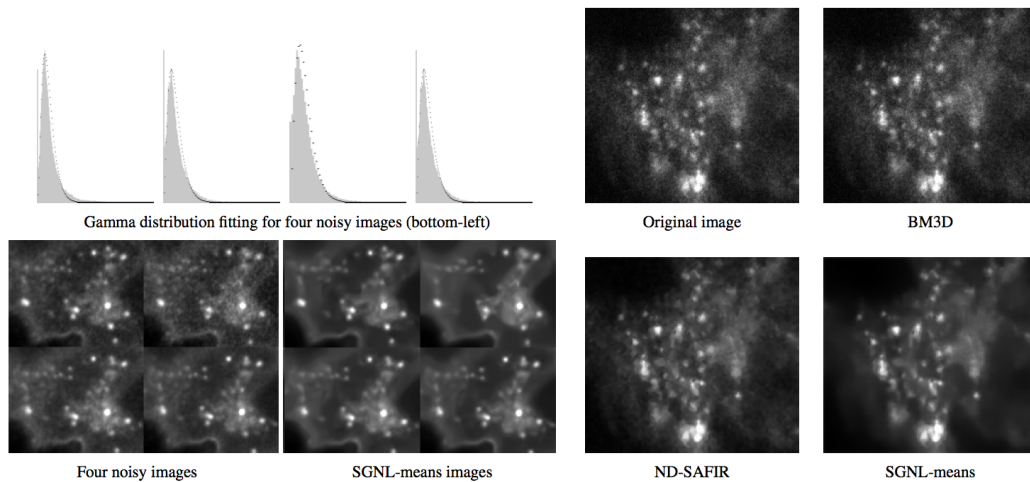 Gamma distribution fitting for four noisy images (bottom-left)
Original image
BM3D
Four noisy images
SGNL-means images
ND-SAFIR
SGNL-means